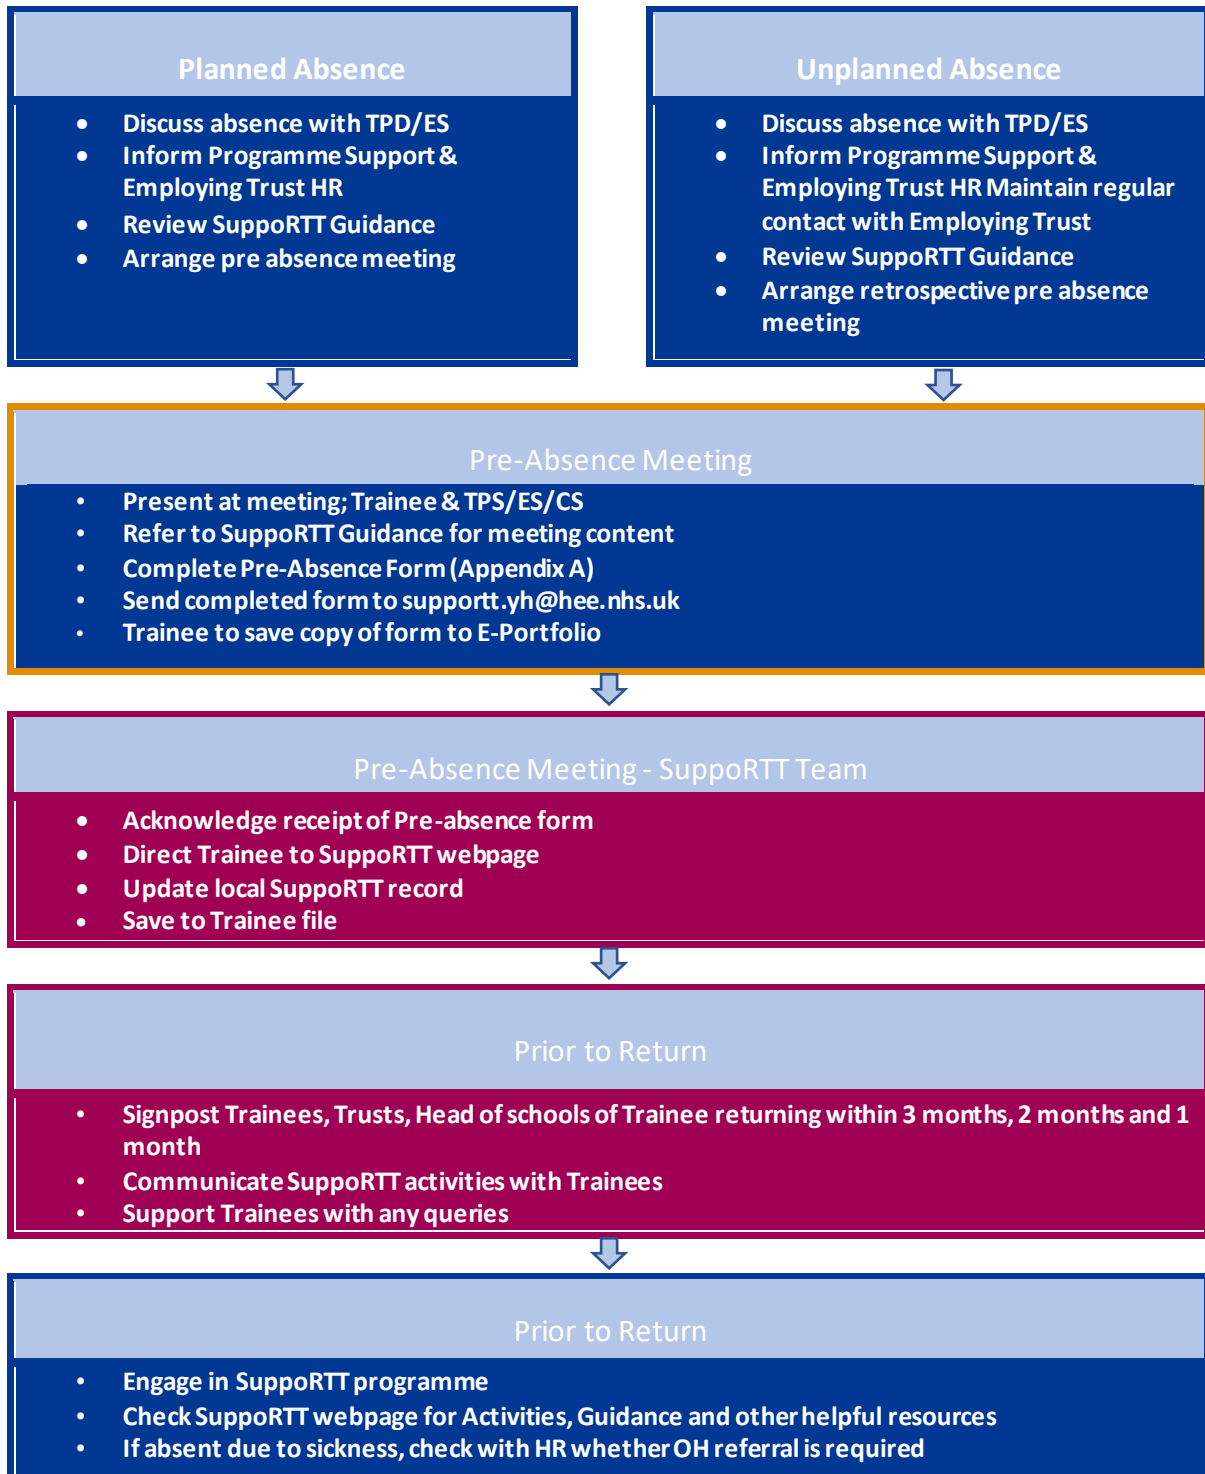 Planned Absence
• Discuss absence with TPD/ES
• Inform Programme Support &
Employing Trust HR
• Review SuppoRTT Guidance
• Arrange pre absence meeting
Unplanned Absence
• Discuss absence with TPD/ES
• Inform Programme Support &
Employing Trust HR Maintain regular
contact with Employing Trust
• Review SuppoRTT Guidance
• Arrange retrospective pre absence
meeting
Pre-Absence Meeting
• Present at meeting; Trainee & TPS/ES/CS
• Refer to SuppoRTT Guidance for meeting content
• Complete Pre-Absence Form (Appendix A)
• Send completed form to supportt.yh@hee.nhs.uk
• Trainee to save copy of form to E-Portfolio
Pre-Absence Meeting - SuppoRTT Team
• Acknowledge receipt of Pre-absence form
• Direct Trainee to SuppoRTT webpage
• Update local SuppoRTT record
• Save to Trainee file
Prior to Return
• Signpost Trainees, Trusts, Head of schools of Trainee returning within 3 months, 2 months and 1
month
• Communicate SuppoRTT activities with Trainees
• Support Trainees with any queries
Prior to Return
• Engage in SuppoRTT programme
• Check SuppoRTT webpage for Activities, Guidance and other helpful resources
• If absent due to sickness, check with HR whether OH referral is required